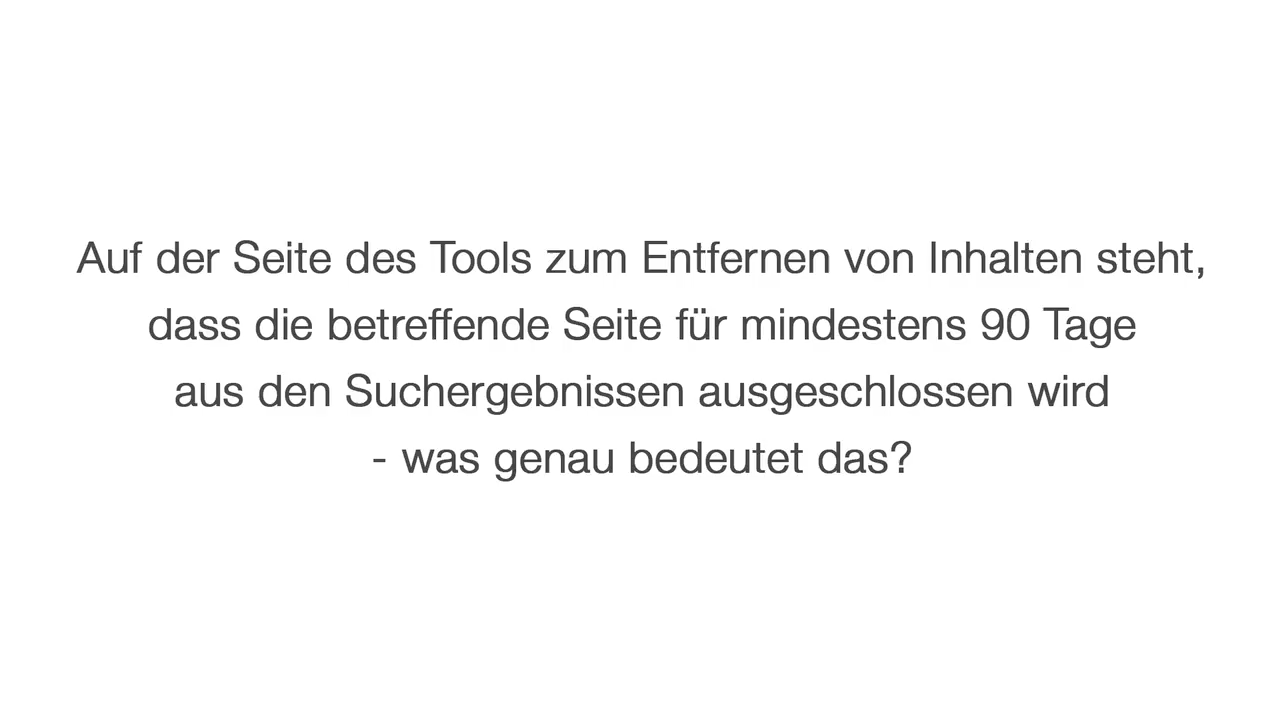 Auf der Seite des Tools zum Entfernen von Inhalten steht,
dass die betreffende Seite für mindestens 90 Tage
aus den Suchergebnissen ausgeschlossen wird
- was genau bedeutet das?